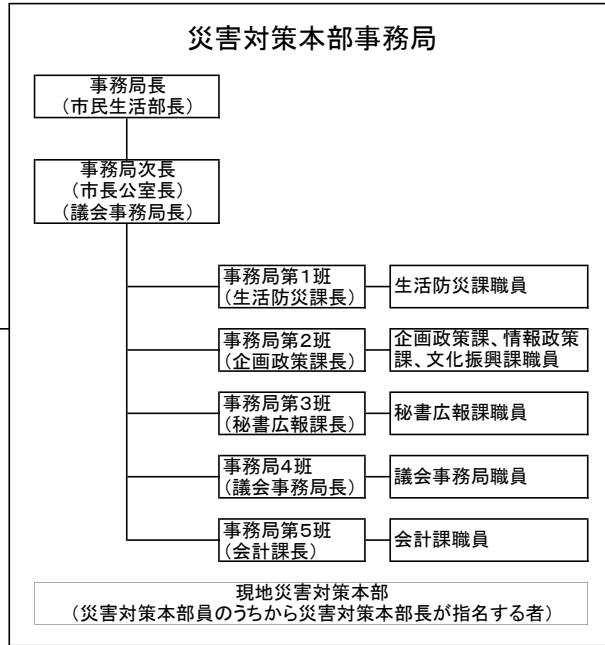 災害対策本部事務局
事務局長
(市民生活部長)
事務局次長
(市長公室長)
(議会事務局長)
事務局第1班
(生活防災課長)
生活防災課職員
事務局第2班
(企画政策課長)
企画政策課、情報政策
課、文化振興課職員
事務局第3班
(秘書広報課長)
秘書広報課職員
事務局4班
(議会事務局長)
議会事務局職員
事務局第5班
(会計課長)
会計課職員
現地災害対策本部
(災害対策本部員のうちから災害対策本部長が指名する者)